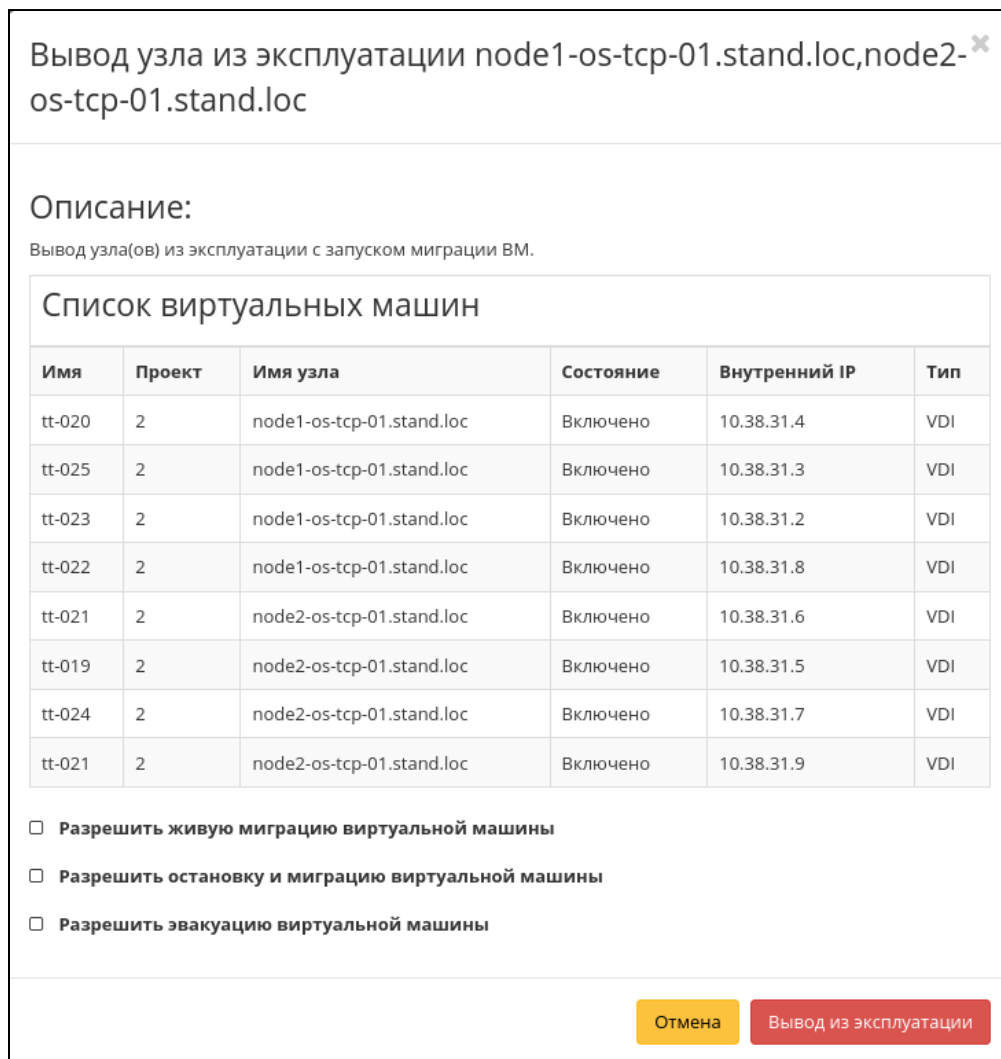 Вывод узла из эксплуатации node1-os-tcp-01.stand.loc,node2-
os-tcp-01.stand.loc
×
Описание:
Вывод узла(ов) из эксплуатации с запуском миграции ВМ.
Список виртуальных машин
Имя Проект Имя узла Состояние Внутренний IP Тип
tt-020 2 node1-os-tcp-01.stand.loc Включено 10.38.31.4 VDI
tt-025 2 node1-os-tcp-01.stand.loc Включено 10.38.31.3 VDI
tt-023 2 node1-os-tcp-01.stand.loc Включено 10.38.31.2 VDI
tt-022 2 node1-os-tcp-01.stand.loc Включено 10.38.31.8 VDI
tt-021 2 node2-os-tcp-01.stand.loc Включено 10.38.31.6 VDI
tt-019 2 node2-os-tcp-01.stand.loc Включено 10.38.31.5 VDI
tt-024 2 node2-os-tcp-01.stand.loc Включено 10.38.31.7 VDI
tt-021 2 node2-os-tcp-01.stand.loc Включено 10.38.31.9 VDI
Разрешить живую миграцию виртуальной машины
Разрешить остановку и миграцию виртуальной машины
Разрешить эвакуацию виртуальной машины
Отмена Вывод из эксплуатации